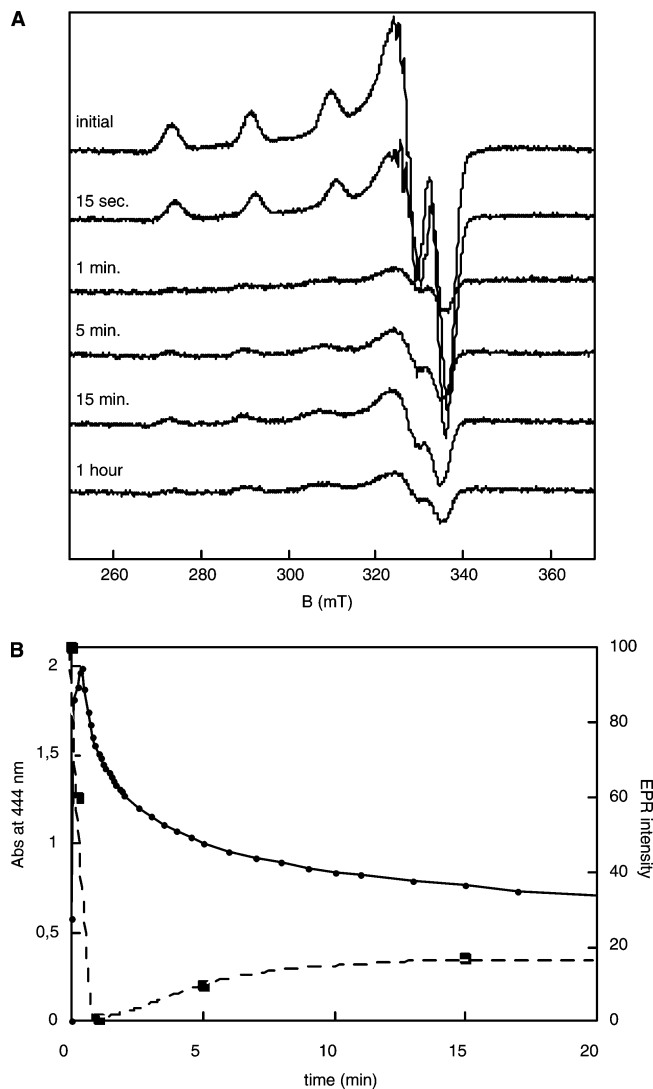 A
initial
15 sec.
1 min.
5 min.
15 min.
1 hour
260 280 300 320 340 360
B (mT)
B
2
1,5
1
0,5
0
Abs at 444 nm
100
80
60
40
20
0
EPR intensity
0 5 10 15 20
time (min)